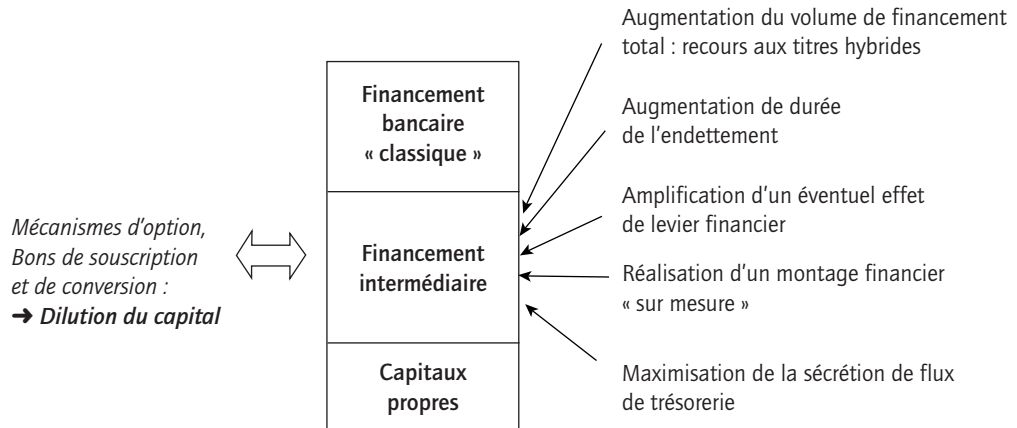 Augmentation du volume de financement
total : recours aux titres hybrides
Financement
bancaire
« classique »
Augmentation de durée
de l'endettement
Mécanismes d'option,
Bons de souscription
et de conversion :
➜ Dilution du capital
Financement
intermédiaire
Amplification d'un éventuel effet
de levier financier
Réalisation d'un montage financier
« sur mesure »
Capitaux
propres
Maximisation de la sécrétion de flux
de trésorerie